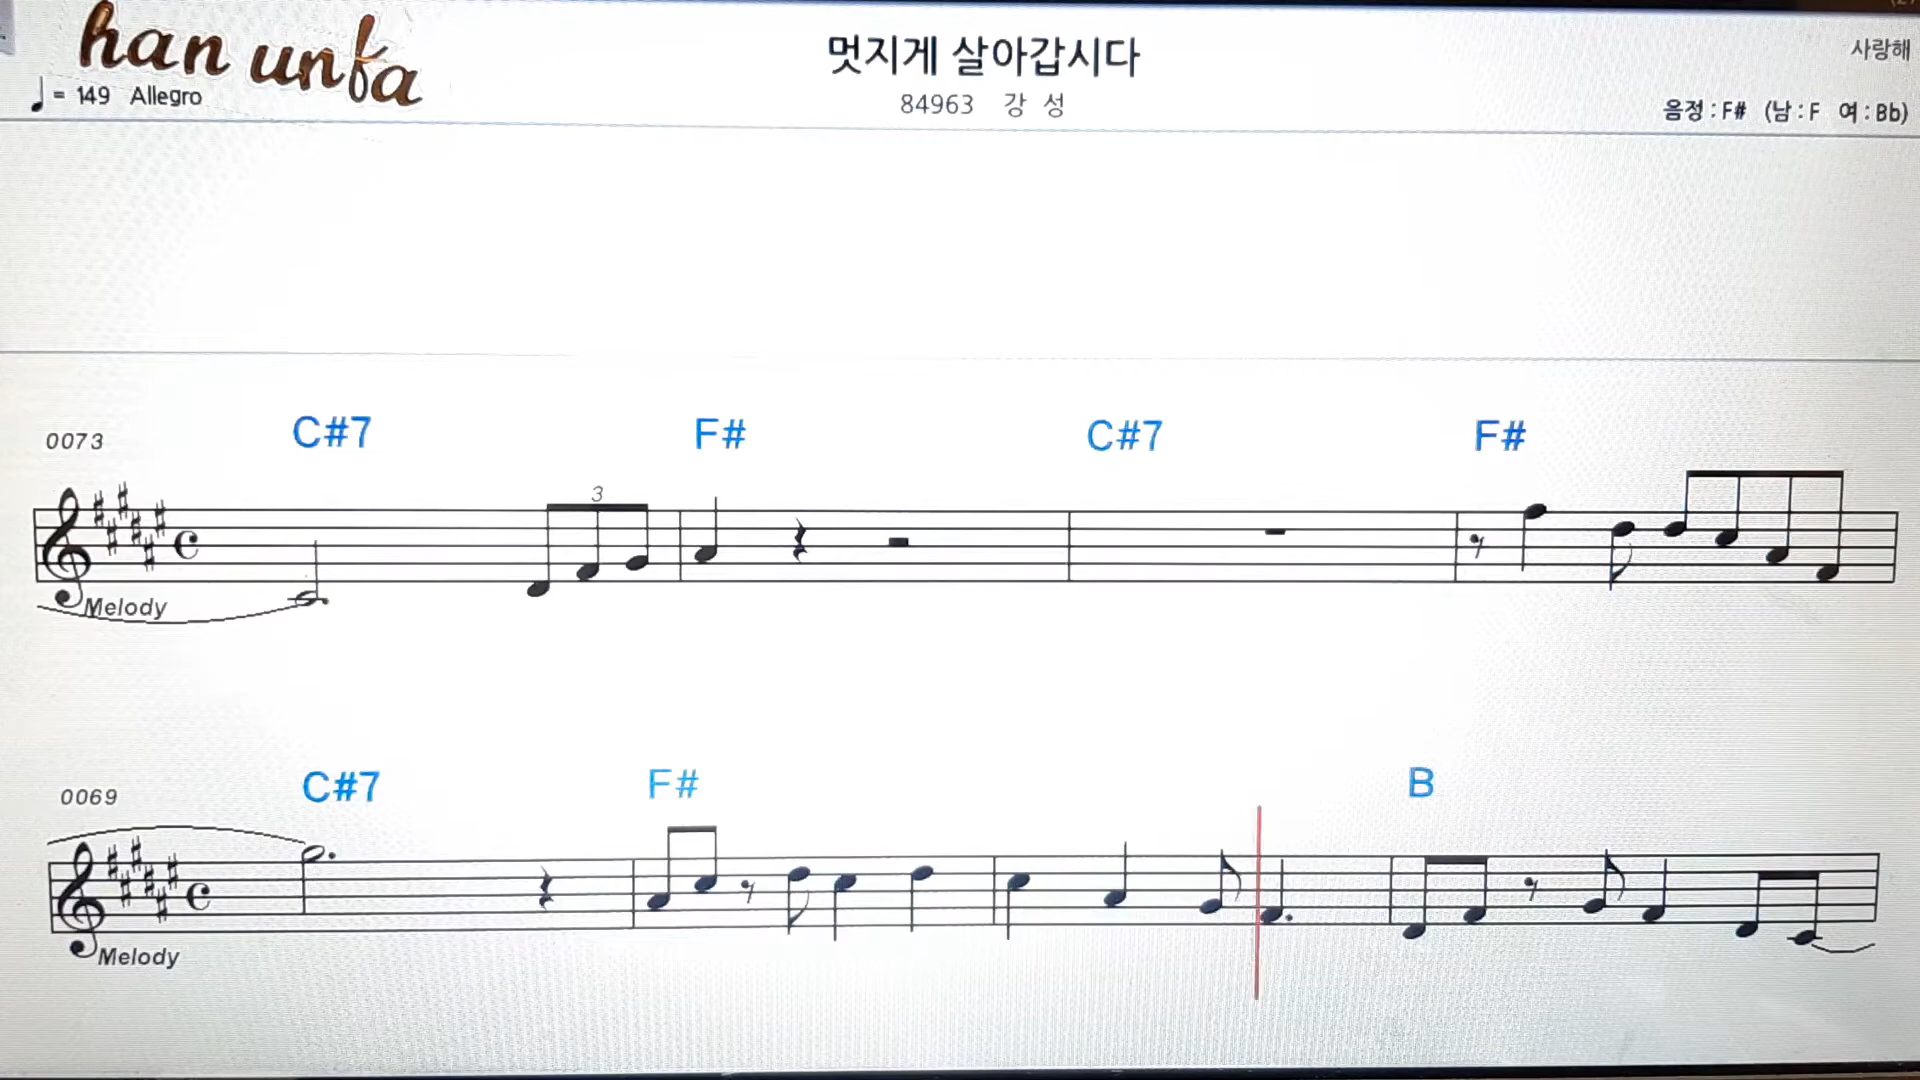 han unfa
♩= 149 Allegro
멋지게 살아갑시다
84963 강 성
사랑해
음정 : F# (남 : F 여 : Bb)
0073
C#7 F# C#7 F#
3
Melody
0069
C#7 F# B
Melody